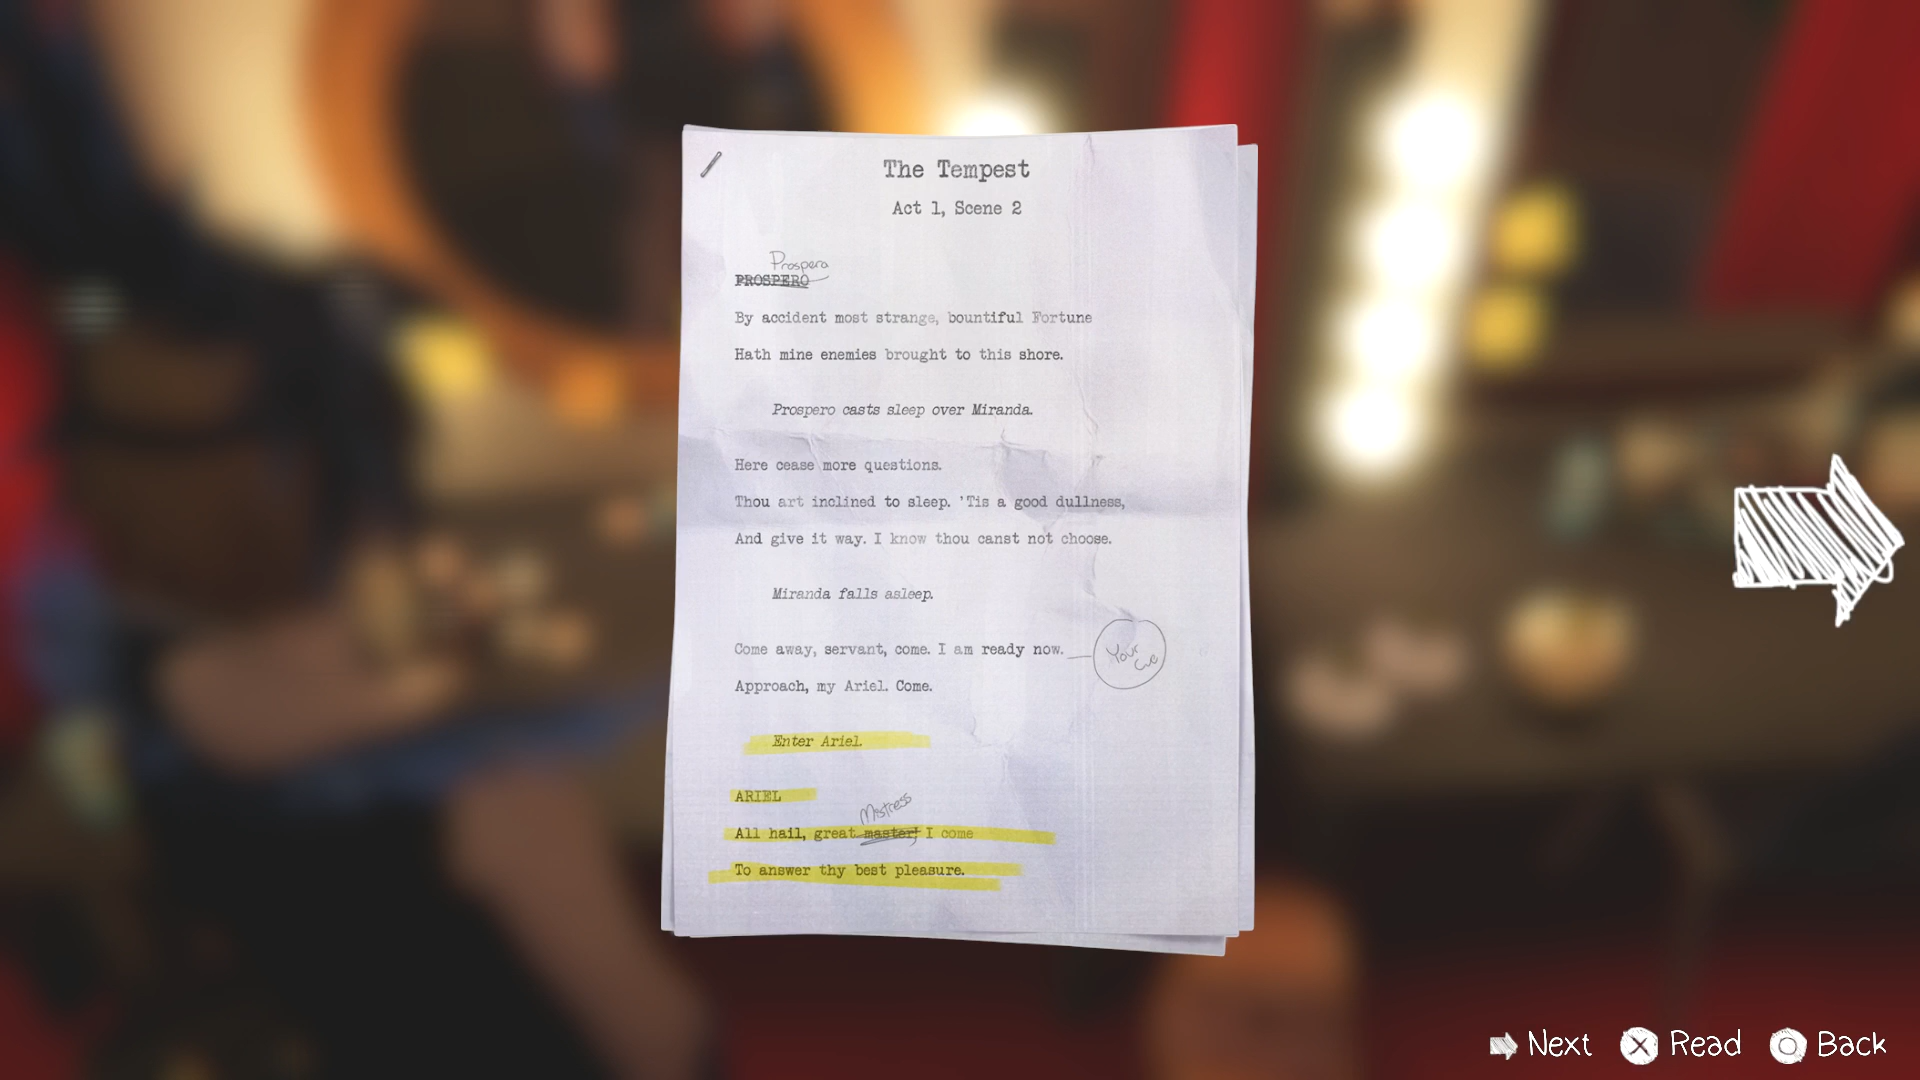 The Tempest
Act 1, Scene 2
Prospera
PROSPERO
By accident most strange, bountiful Fortune
Hath mine enemies brought to this shore.
Prospero casts sleep over Miranda.
Here cease more questions.
Thou art inclined to sleep. 'Tis a good dullness,
And give it way. I know thou canst not choose.
Miranda falls asleep.
Come away, servant, come. I am ready now.
Your
Cue
Approach, my Ariel. Come.
Enter Ariel.
ARIEL
Mistress
All hail, great master! I come
To answer thy best pleasure.
Next Read Back